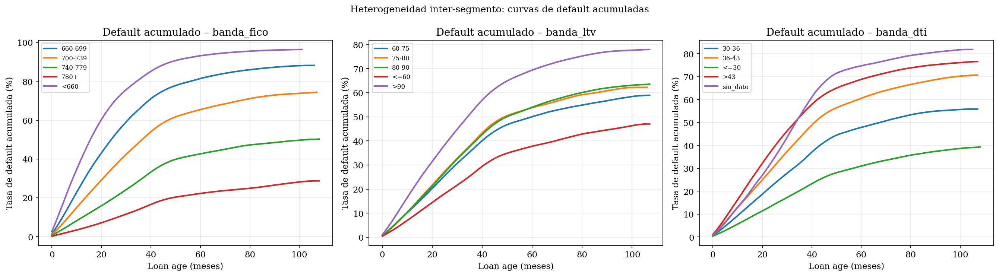 Heterogeneidad inter-segmento: curvas de default acumuladas
Default acumulado – banda_fico
Tasa de default acumulada (%)
100
80
60
40
20
0
660-699
700-739
740-779
780+
<660
0 20 40 60 80 100
Loan age (meses)
Default acumulado – banda_ltv
Tasa de default acumulada (%)
80
70
60
50
40
30
20
10
0
60-75
75-80
80-90
<=60
>90
0 20 40 60 80 100
Loan age (meses)
Default acumulado – banda_dti
Tasa de default acumulada (%)
80
70
60
50
40
30
20
10
0
30-36
36-43
<=30
>43
sin_dato
0 20 40 60 80 100
Loan age (meses)